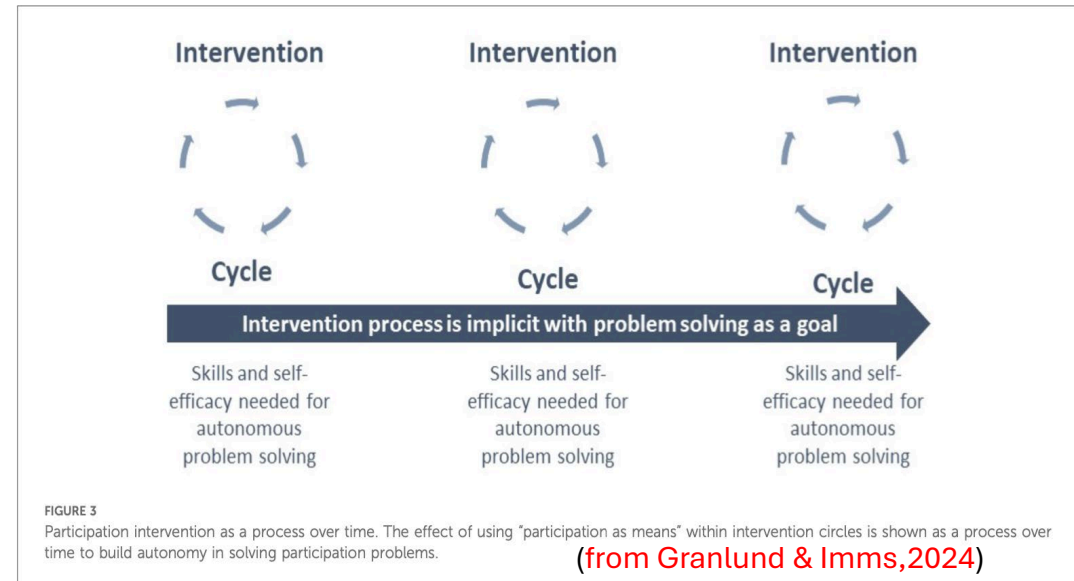 Intervention Intervention Intervention
Cycle Cycle Cycle
Intervention process is implicit with problem solving as a goal
Skills and self-
efficacy needed for
autonomous
problem solving
Skills and self-
efficacy needed for
autonomous
problem solving
Skills and self-
efficacy needed for
autonomous
problem solving
FIGURE 3
Participation intervention as a process over time. The effect of using “participation as means” within intervention circles is shown as a process over
time to build autonomy in solving participation problems.
(from Granlund & Imms,2024)